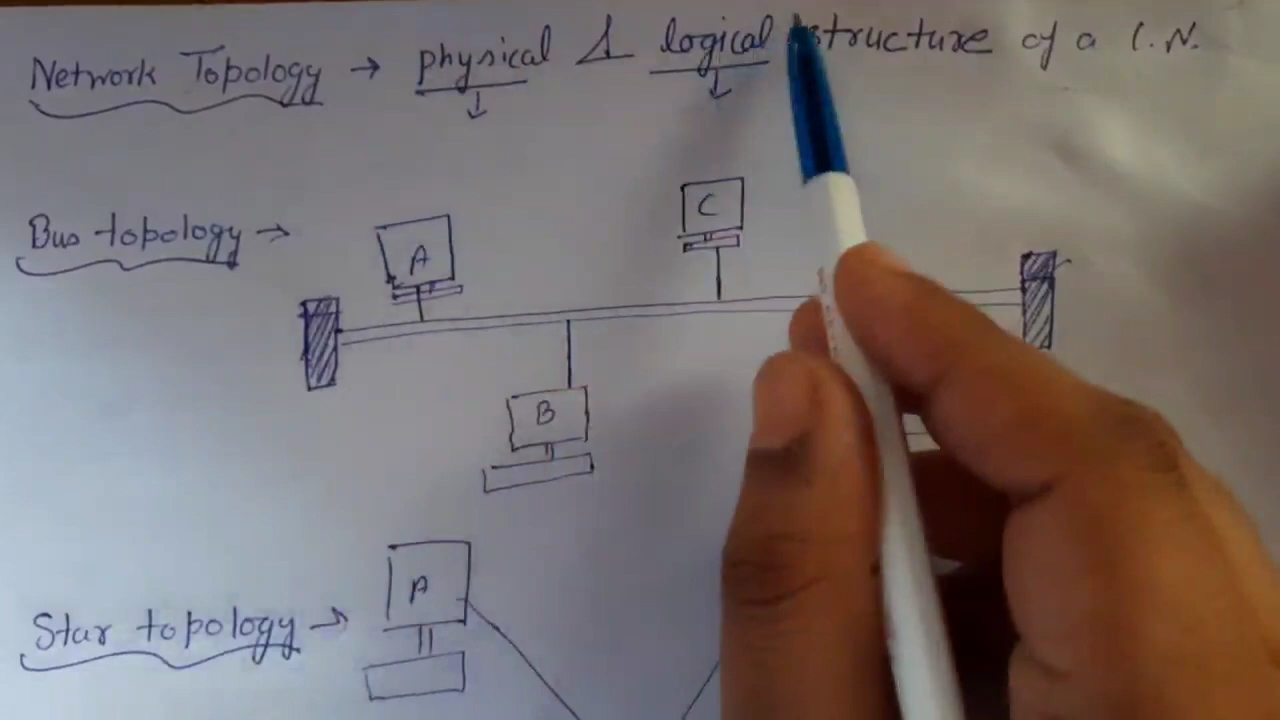 Network Topology → physical & logical structure of a C.N.
C
Bus topology →
A
B
A
Star topology →